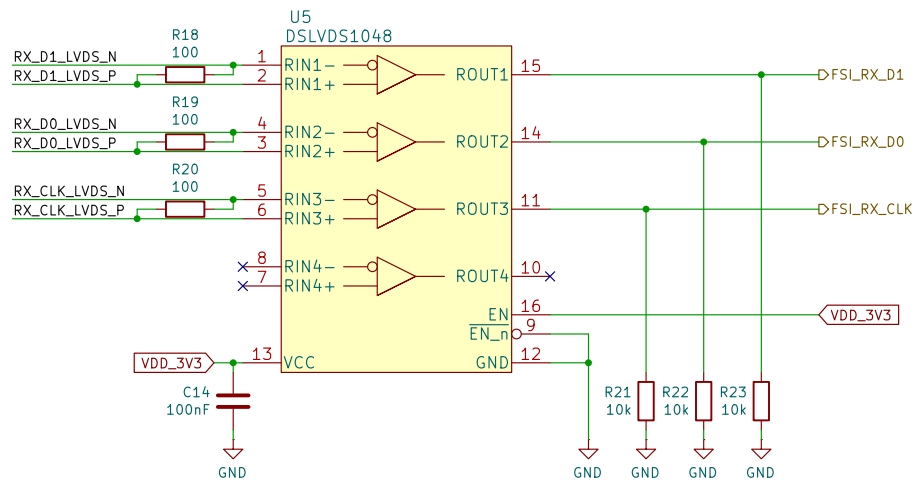 U5
DSLVDS1048
R18
100
RX_D1_LVDS_N
RX_D1_LVDS_P
1
2
RIN1-
RIN1+
ROUT1
15
FSI_RX_D1
R19
100
RX_D0_LVDS_N
RX_D0_LVDS_P
4
3
RIN2-
RIN2+
ROUT2
14
FSI_RX_D0
R20
100
RX_CLK_LVDS_N
RX_CLK_LVDS_P
5
6
RIN3-
RIN3+
ROUT3
11
FSI_RX_CLK
8
7
RIN4-
RIN4+
ROUT4
10
EN
16
VDD_3V3
EN_n
9
VDD_3V3
13
VCC
GND
12
C14
100nF
R21
10k
R22
10k
R23
10k
GND
GND
GND
GND
GND